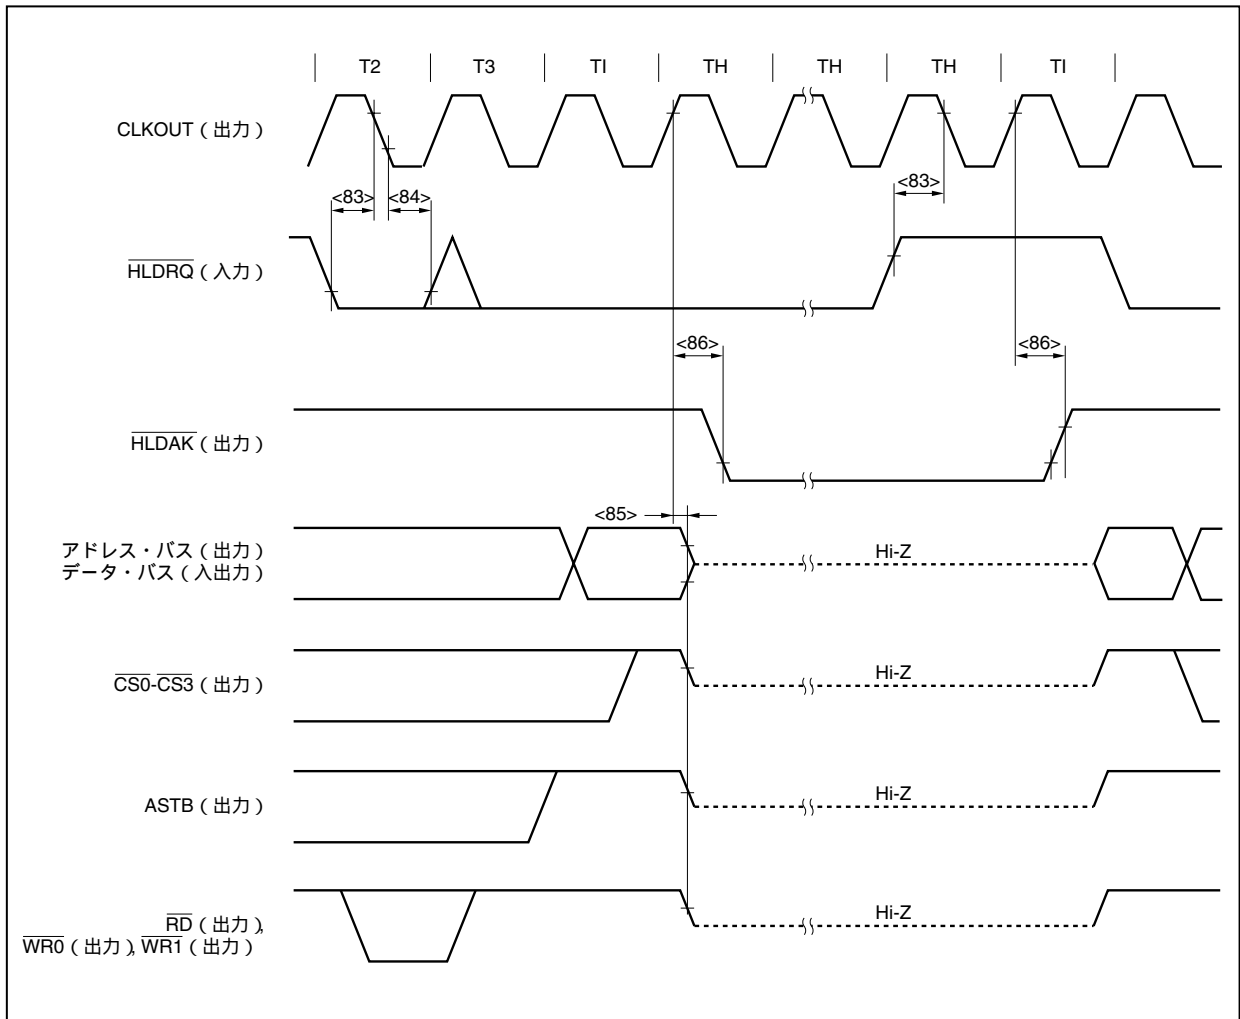 T2 T3 TI TH TH TH TI
CLKOUT（出力）
<83> <84> <83>
HLDRQ（入力）
<86> <86>
HLDAK（出力）
<85>
アドレス・バス（出力）
データ・バス（入出力）
Hi-Z
CS0-CS3（出力）
Hi-Z
ASTB（出力）
Hi-Z
RD（出力）,
WR0（出力）, WR1（出力）
Hi-Z